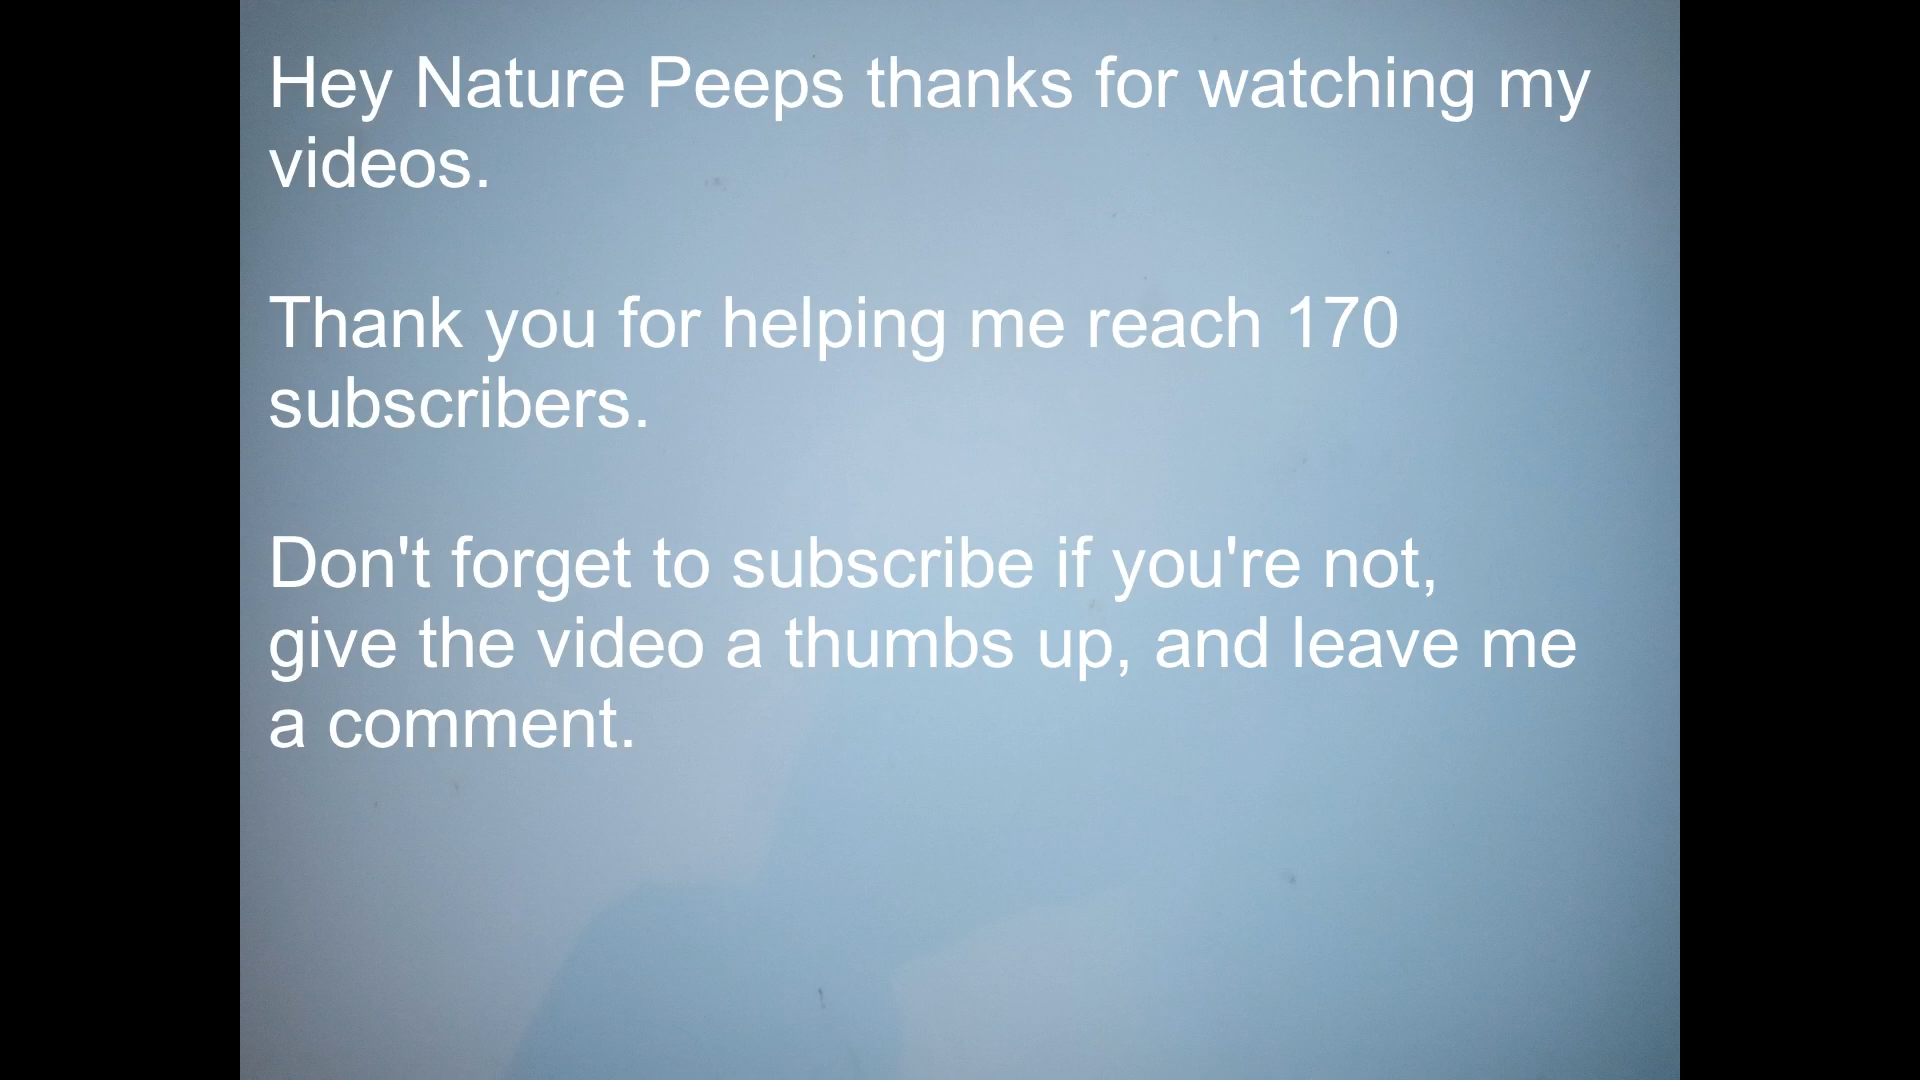 Hey Nature Peeps thanks for watching my
videos.
Thank you for helping me reach 170
subscribers.
Don't forget to subscribe if you're not,
give the video a thumbs up, and leave me
a comment.